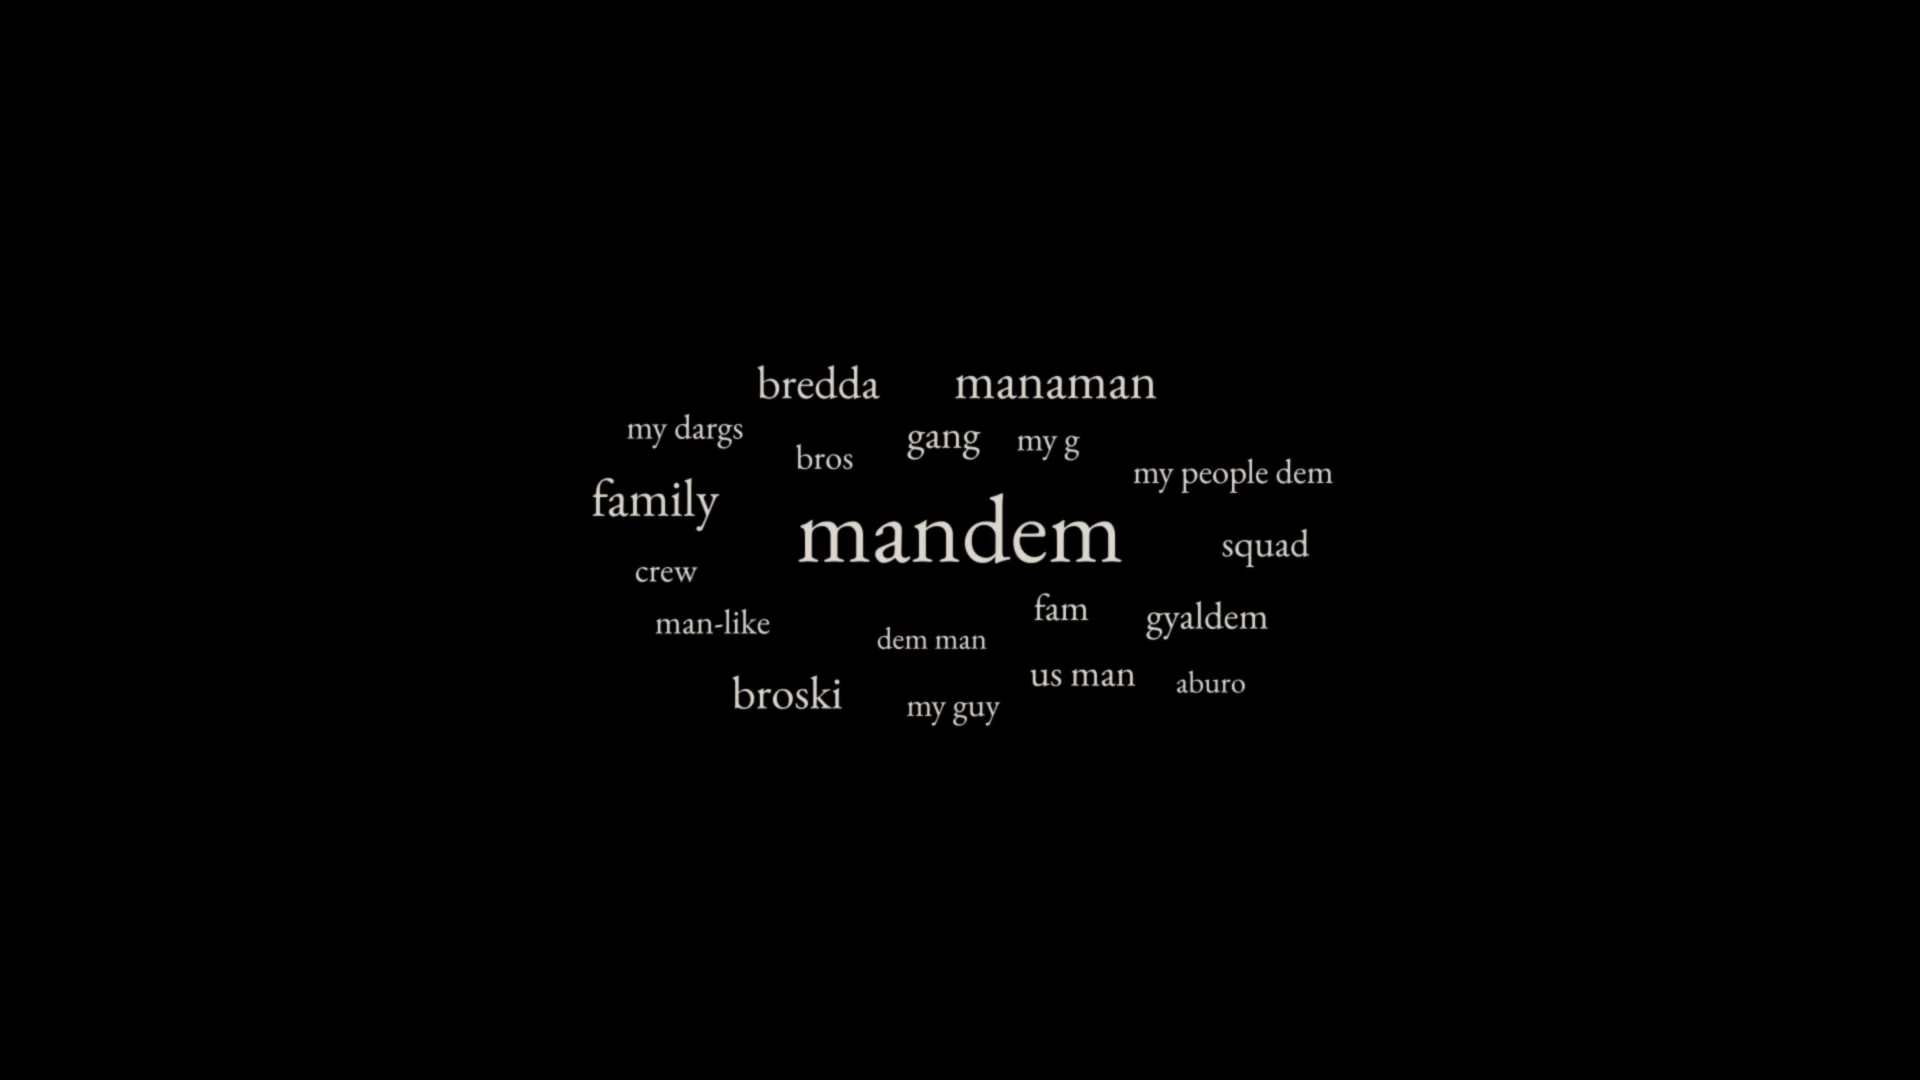 bredda
manaman
my dargs
bros
gang
my g
my people dem
family
mandem
squad
crew
man-like
dem man
fam
gyaldem
broski
my guy
us man
aburo